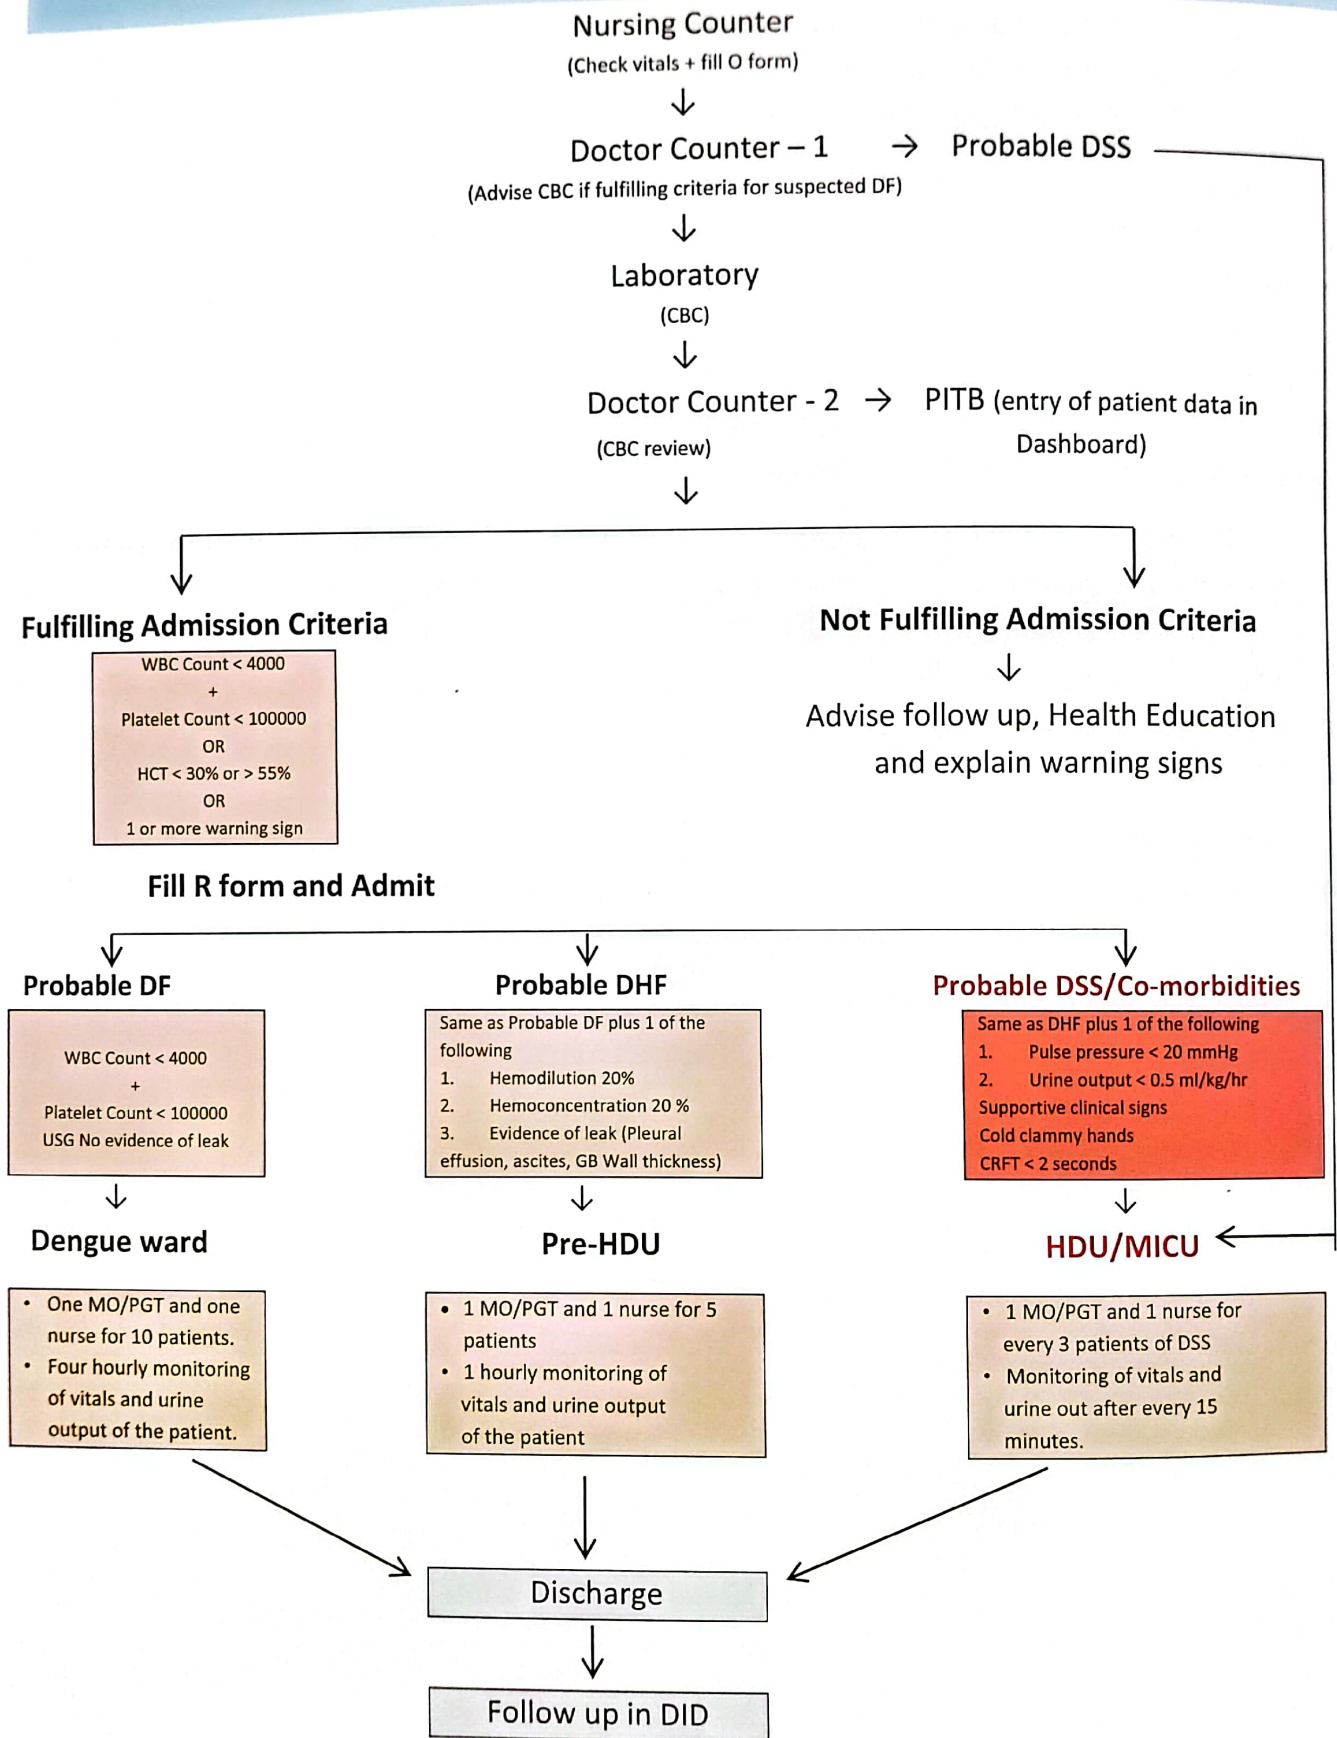 Nursing Counter
(Check vitals + fill O form)
↓
Doctor Counter – 1 → Probable DSS
(Advise CBC if fulfilling criteria for suspected DF)
↓
Laboratory
(CBC)
↓
Doctor Counter - 2 → PITB (entry of patient data in
Dashboard)
(CBC review)
↓
Fulfilling Admission Criteria
WBC Count < 4000
+
Platelet Count < 100000
OR
HCT < 30% or > 55%
OR
1 or more warning sign
Not Fulfilling Admission Criteria
↓
Advise follow up, Health Education
and explain warning signs
Fill R form and Admit
Probable DF
WBC Count < 4000
+
Platelet Count < 100000
USG No evidence of leak
↓
Dengue ward
• One MO/PGT and one
nurse for 10 patients.
• Four hourly monitoring
of vitals and urine
output of the patient.
Probable DHF
Same as Probable DF plus 1 of the
following
1. Hemodilution 20%
2. Hemoconcentration 20 %
3. Evidence of leak (Pleural
effusion, ascites, GB Wall thickness)
↓
Pre-HDU
• 1 MO/PGT and 1 nurse for 5
patients
• 1 hourly monitoring of
vitals and urine output
of the patient
Probable DSS/Co-morbidities
Same as DHF plus 1 of the following
1. Pulse pressure < 20 mmHg
2. Urine output < 0.5 ml/kg/hr
Supportive clinical signs
Cold clammy hands
CRFT < 2 seconds
↓
HDU/MICU
• 1 MO/PGT and 1 nurse for
every 3 patients of DSS
• Monitoring of vitals and
urine out after every 15
minutes.
Discharge
Follow up in DID